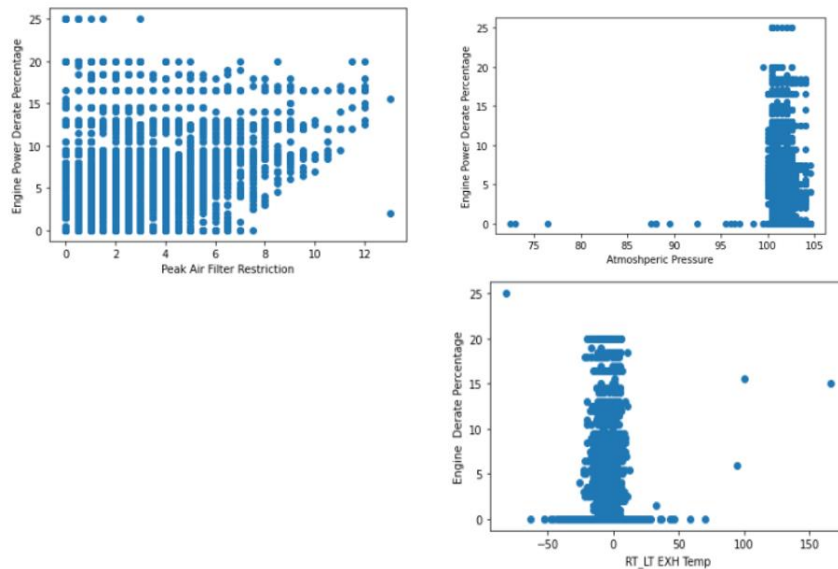 Engine Power Derate Percentage
25
20
15
10
5
0
0 2 4 6 8 10 12
Peak Air Filter Restriction
Engine Power Derate Percentage
25
20
15
10
5
0
75 80 85 90 95 100 105
Atmoshperic Pressure
Engine Derate Percentage
25
20
15
10
5
0
−50 0 50 100 150
RT_LT EXH Temp